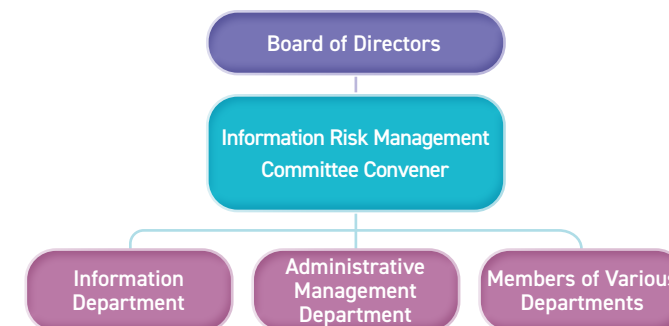 Board of Directors
Information Risk Management
Committee Convener
Information
Department
Administrative
Management
Department
Members of Various
Departments